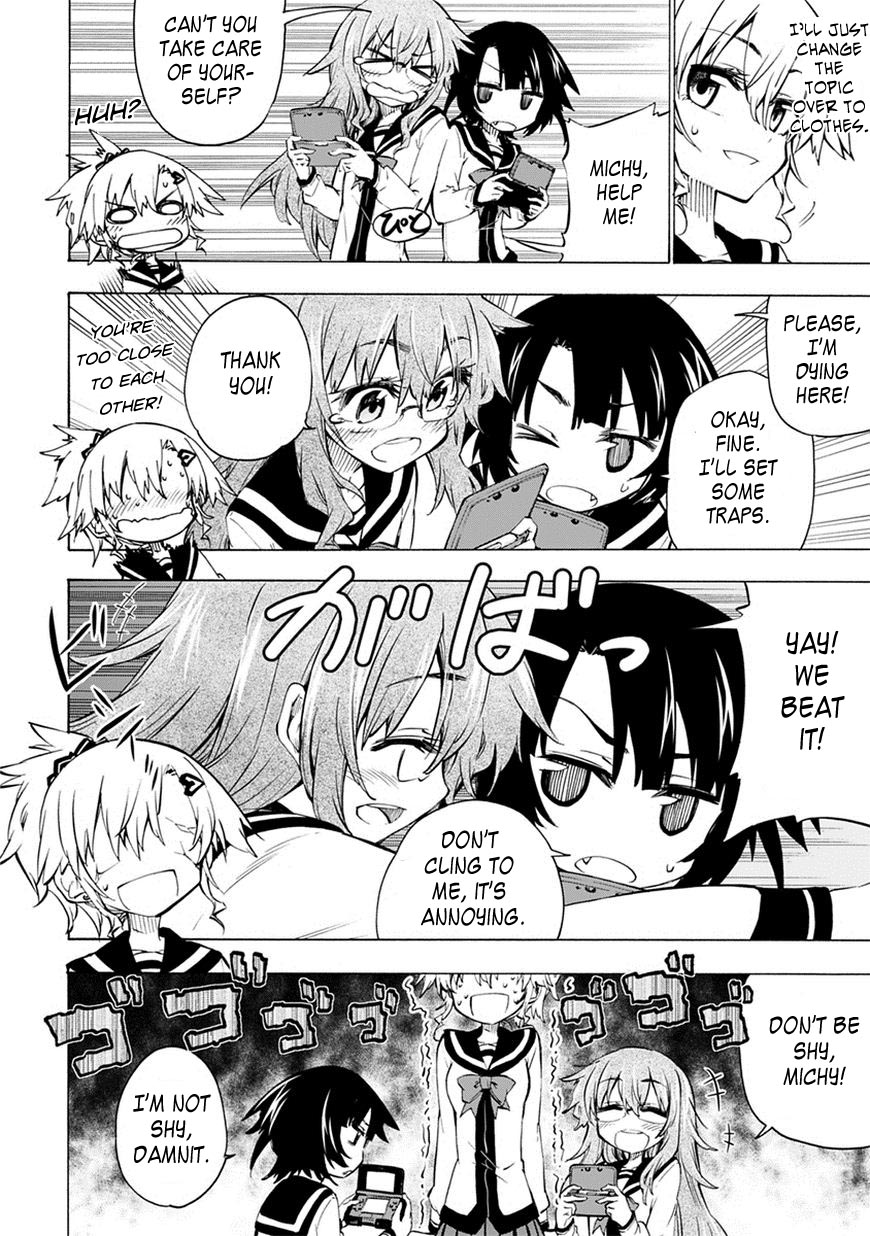 I'LL JUST
CHANGE
THE
TOPIC
OVER TO
CLOTHES.
MICHY,
HELP
ME!
CAN'T YOU
TAKE CARE
OF YOUR-
SELF?
ぴと
HUH?
PLEASE,
I'M
DYING
HERE!
OKAY,
FINE.
I'LL SET
SOME
TRAPS.
THANK
YOU!
YOU'RE
TOO CLOSE
TO EACH
OTHER!
YAY!
WE
BEAT
IT!
がばっ
DON'T
CLING TO
ME, IT'S
ANNOYING.
ビシ
DON'T BE
SHY,
MICHY!
ゴゴゴゴ
ゴゴゴゴ
I'M NOT
SHY,
DAMNIT.